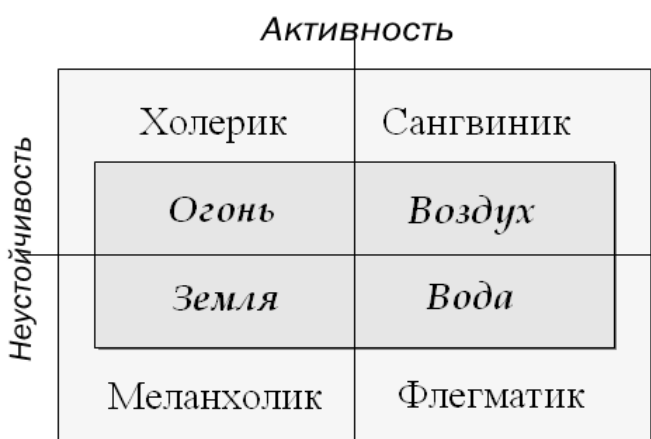 Активность
Холерик Сангвиник
Неустойчивость
Огонь Воздух
Земля Вода
Меланхолик Флегматик